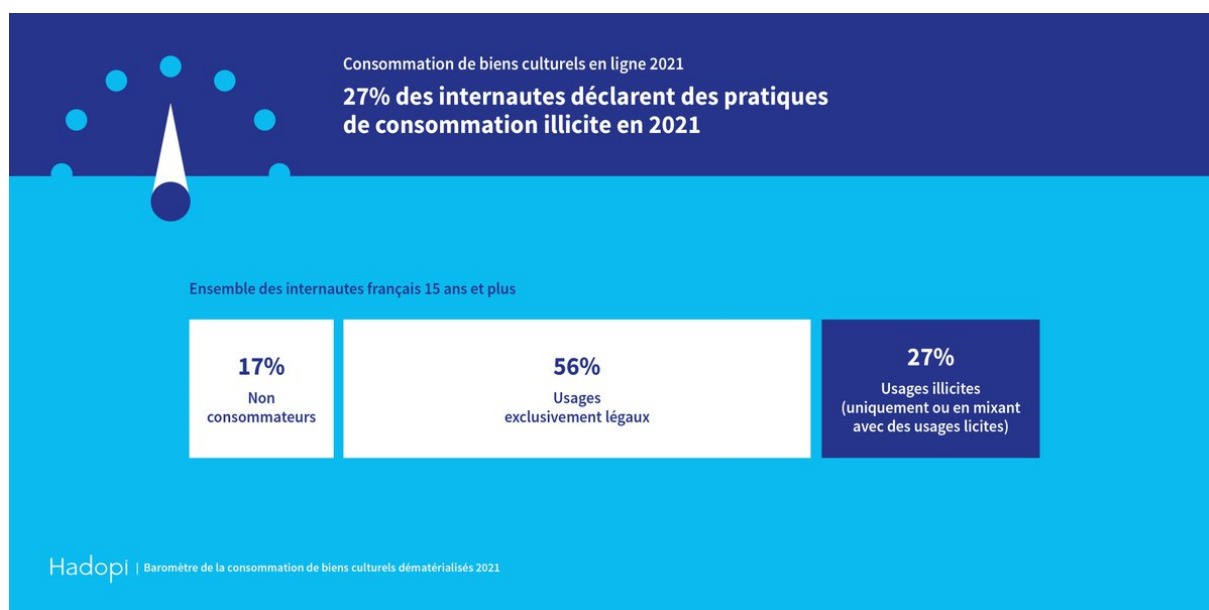 Consommation de biens culturels en ligne 2021
27% des internautes déclarent des pratiques
de consommation illicite en 2021
Ensemble des internautes français 15 ans et plus
17%
Non
consommateurs
56%
Usages
exclusivement légaux
27%
Usages illicites
(uniquement ou en mixant
avec des usages licites)
Hadopi | Baromètre de la consommation de biens culturels dématérialisés 2021